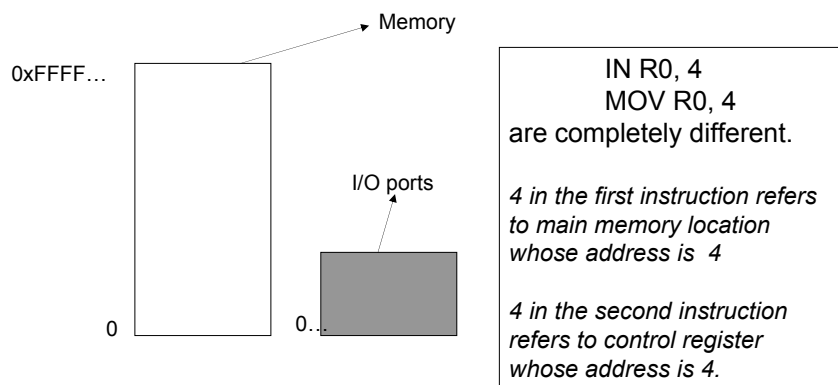 Memory
0xFFFF…
I/O ports
0
0…
IN R0, 4
MOV R0, 4
are completely different.
4 in the first instruction refers
to main memory location
whose address is 4
4 in the second instruction
refers to control register
whose address is 4.